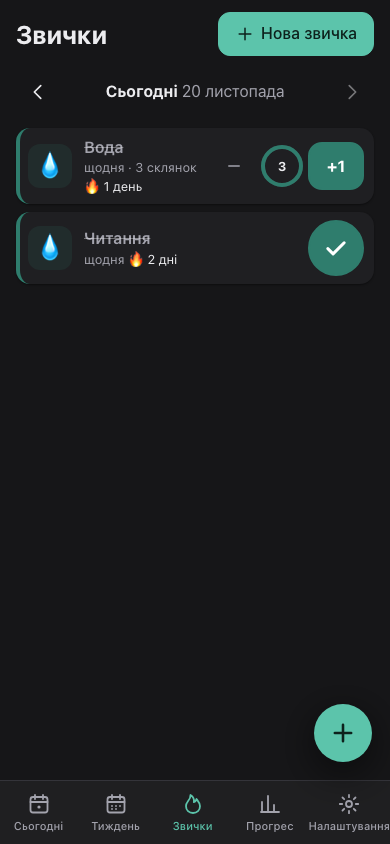 Звички
+ Нова звичка
Сьогодні 20 листопада
Вода
щодня · 3 склянок
🔥 1 день
3
+1
Читання
щодня 🔥 2 дні
Сьогодні
Тиждень
Звички
Прогрес
Налаштування